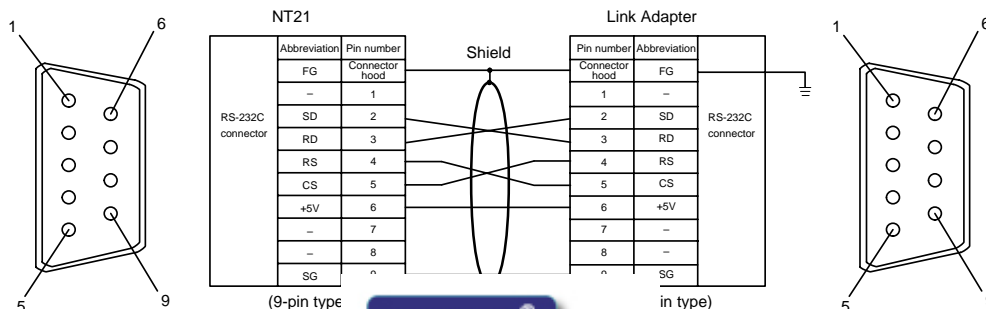 NT21
Link Adapter
1
6
Abbreviation Pin number
FG Connector hood
– 1
SD 2
RD 3
RS 4
CS 5
+5V 6
– 7
– 8
SG
RS-232C connector
(9-pin type
Shield
Pin number Abbreviation
Connector hood FG
1 –
2 SD
3 RD
4 RS
5 CS
6 +5V
7 –
8 –
SG
RS-232C connector
in type)
5
9
1
6
5